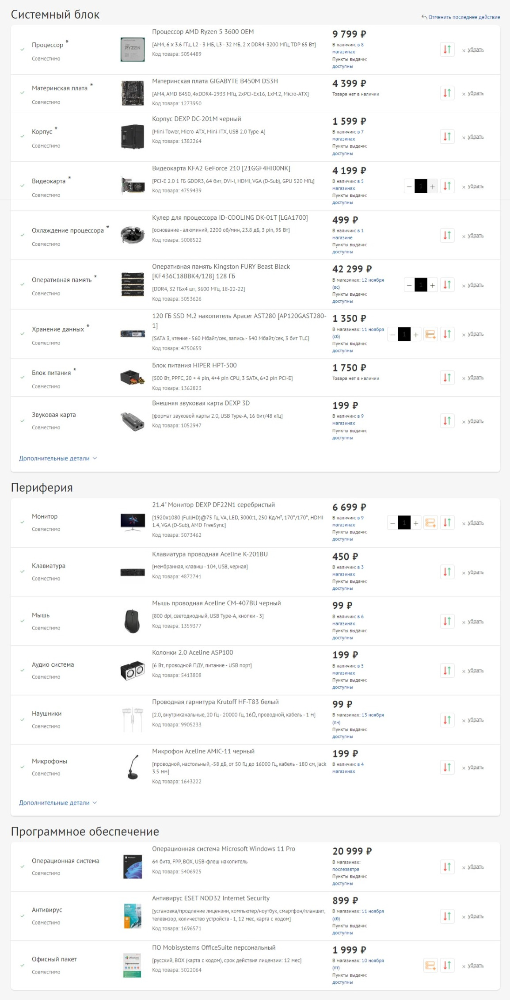 Системный блок
Отменить последнее действие
Процессор *
Совместимо
Процессор AMD Ryzen 5 3600 OEM
[AM4, 6 x 3.6 ГГц, L2 - 3 МБ, L3 - 32 МБ, 2 x DDR4-3200 МГц, TDP 65 Вт]
Код товара: 5054489
9 799 ₽
В наличии: в 8
магазинах
Пункты выдачи:
доступны
убрать
Материнская плата *
Совместимо
Материнская плата GIGABYTE B450M DS3H
[AM4, AMD B450, 4xDDR4-2933 МГц, 2xPCI-Ex16, 1xM.2, Micro-ATX]
Код товара: 1273950
4 399 ₽
Товара нет в наличии
убрать
Корпус *
Совместимо
Корпус DEXP DC-201M черный
[Mini-Tower, Micro-ATX, Mini-ITX, USB 2.0 Type-A]
Код товара: 1382264
1 599 ₽
В наличии: в 7
магазинах
Пункты выдачи:
доступны
убрать
Видеокарта *
Совместимо
Видеокарта KFA2 GeForce 210 [21GGF4HI00NK]
[PCI-E 2.0 1 ГБ GDDR3, 64 бит, DVI-I, HDMI, VGA (D-Sub), GPU 520 МГц]
Код товара: 4759439
4 199 ₽
В наличии: в 5
магазинах
Пункты выдачи:
доступны
− 1 +
убрать
Охлаждение процессора *
Совместимо
Кулер для процессора ID-COOLING DK-01T [LGA1700]
[основание - алюминий, 2200 об/мин, 23.8 дБ, 3 pin, 95 Вт]
Код товара: 5008522
499 ₽
В наличии: в 1
магазине
Пункты выдачи:
доступны
убрать
Оперативная память *
Совместимо
Оперативная память Kingston FURY Beast Black
[KF436C18BBK4/128] 128 ГБ
[DDR4, 32 ГБx4 шт, 3600 МГц, 18-22-22]
Код товара: 5053626
42 299 ₽
В магазинах: 12 ноября
(вс)
Пункты выдачи:
доступны
− 1 +
убрать
Хранение данных *
Совместимо
120 ГБ SSD M.2 накопитель Apacer AST280 [AP120GAST280-
1]
[SATA 3, чтение - 560 Мбайт/сек, запись - 540 Мбайт/сек, 3 бит TLC]
Код товара: 4750659
1 350 ₽
В магазинах: 11 ноября
(сб)
Пункты выдачи:
доступны
− 1 +
убрать
Блок питания *
Совместимо
Блок питания HIPER HPT-500
[500 Вт, PPFC, 20 + 4 pin, 4+4 pin CPU, 3 SATA, 6+2 pin PCI-E]
Код товара: 1362823
1 750 ₽
Товара нет в наличии
убрать
Звуковая карта
Совместимо
Внешняя звуковая карта DEXP 3D
[формат звуковой карты 2.0, USB Type-A, 16 бит/48 кГц]
Код товара: 1052947
199 ₽
В наличии: в 9
магазинах
Пункты выдачи:
доступны
убрать
Дополнительные детали
Периферия
Монитор
Совместимо
21.4" Монитор DEXP DF22N1 серебристый
[1920x1080 (FullHD)@75 Гц, VA, LED, 3000:1, 250 Кд/м², 170°/170°, HDMI
1.4, VGA (D-Sub), AMD FreeSync]
Код товара: 5073462
6 699 ₽
В наличии: в 9
магазинах
Пункты выдачи:
доступны
− 1 +
убрать
Клавиатура
Совместимо
Клавиатура проводная Aceline K-201BU
[мембранная, клавиш - 104, USB, черная]
Код товара: 4872741
450 ₽
В наличии: в 3
магазинах
Пункты выдачи:
доступны
убрать
Мышь
Совместимо
Мышь проводная Aceline CM-407BU черный
[800 dpi, светодиодный, USB Type-A, кнопки - 3]
Код товара: 1359377
99 ₽
В наличии: в 6
магазинах
Пункты выдачи:
доступны
убрать
Аудио система
Совместимо
Колонки 2.0 Aceline ASP100
[6 Вт, проводной ПДУ, питание - USB порт]
Код товара: 5413808
199 ₽
В наличии: в 5
магазинах
Пункты выдачи:
доступны
убрать
Наушники
Совместимо
Проводная гарнитура Krutoff HF-T83 белый
[2.0, внутриканальные, 20 Гц - 20000 Гц, 16Ω, проводной, кабель - 1 м]
Код товара: 9905233
99 ₽
В магазинах: 13 ноября
(пн)
Пункты выдачи:
доступны
убрать
Микрофоны
Совместимо
Микрофон Aceline AMIC-11 черный
[проводной, настольный, -58 дБ, от 50 Гц до 16000 Гц, кабель - 180 см, jack
3.5 мм]
Код товара: 1643222
199 ₽
В наличии: в 4
магазинах
убрать
Дополнительные детали
Программное обеспечение
Операционная система
Совместимо
Операционная система Microsoft Windows 11 Pro
64 бита, FPP, BOX, USB-флеш накопитель
Код товара: 5406925
20 999 ₽
В магазинах:
послезавтра
Пункты выдачи:
доступны
убрать
Антивирус
Совместимо
Антивирус ESET NOD32 Internet Security
[установка/продление лицензии, компьютер/ноутбук, смартфон/планшет,
телевизор, количество устройств - 1, 12 мес, карта с кодом]
Код товара: 1696571
899 ₽
В магазинах: 11 ноября
(сб)
Пункты выдачи:
доступны
убрать
Офисный пакет
Совместимо
ПО Mobisystems OfficeSuite персональный
[русский, BOX (карта с кодом), срок действия лицензии: 12 мес]
Код товара: 5022064
1 999 ₽
В магазинах: 10 ноября
(пт)
Пункты выдачи:
доступны
убрать